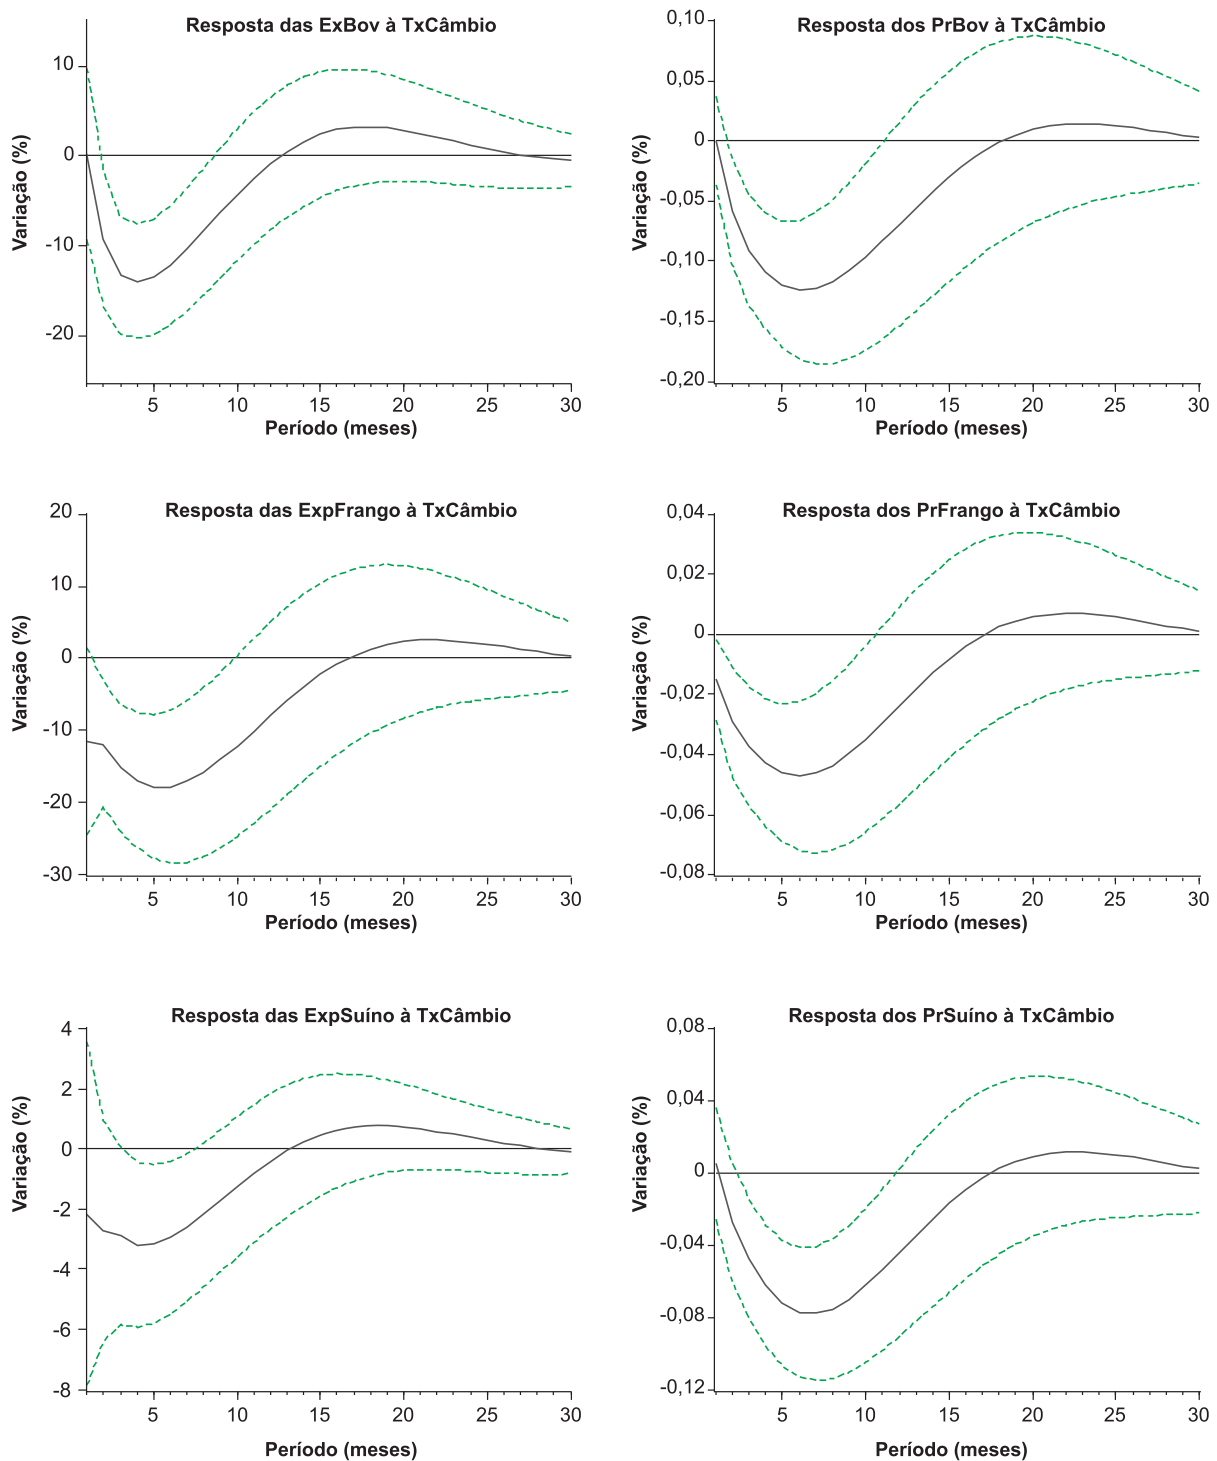 Resposta das ExBov à TxCâmbio
Variação (%)
10
0
-10
-20
5 10 15 20 25 30
Período (meses)
Resposta dos PrBov à TxCâmbio
Variação (%)
0,10
0,05
0
-0,05
-0,10
-0,15
-0,20
5 10 15 20 25 30
Período (meses)
Resposta das ExpFrango à TxCâmbio
Variação (%)
20
10
0
-10
-20
-30
5 10 15 20 25 30
Período (meses)
Resposta dos PrFrango à TxCâmbio
Variação (%)
0,04
0,02
0
-0,02
-0,04
-0,06
-0,08
5 10 15 20 25 30
Período (meses)
Resposta das ExpSuíno à TxCâmbio
Variação (%)
4
2
0
-2
-4
-6
-8
5 10 15 20 25 30
Período (meses)
Resposta dos PrSuíno à TxCâmbio
Variação (%)
0,08
0,04
0
-0,04
-0,08
-0,12
5 10 15 20 25 30
Período (meses)